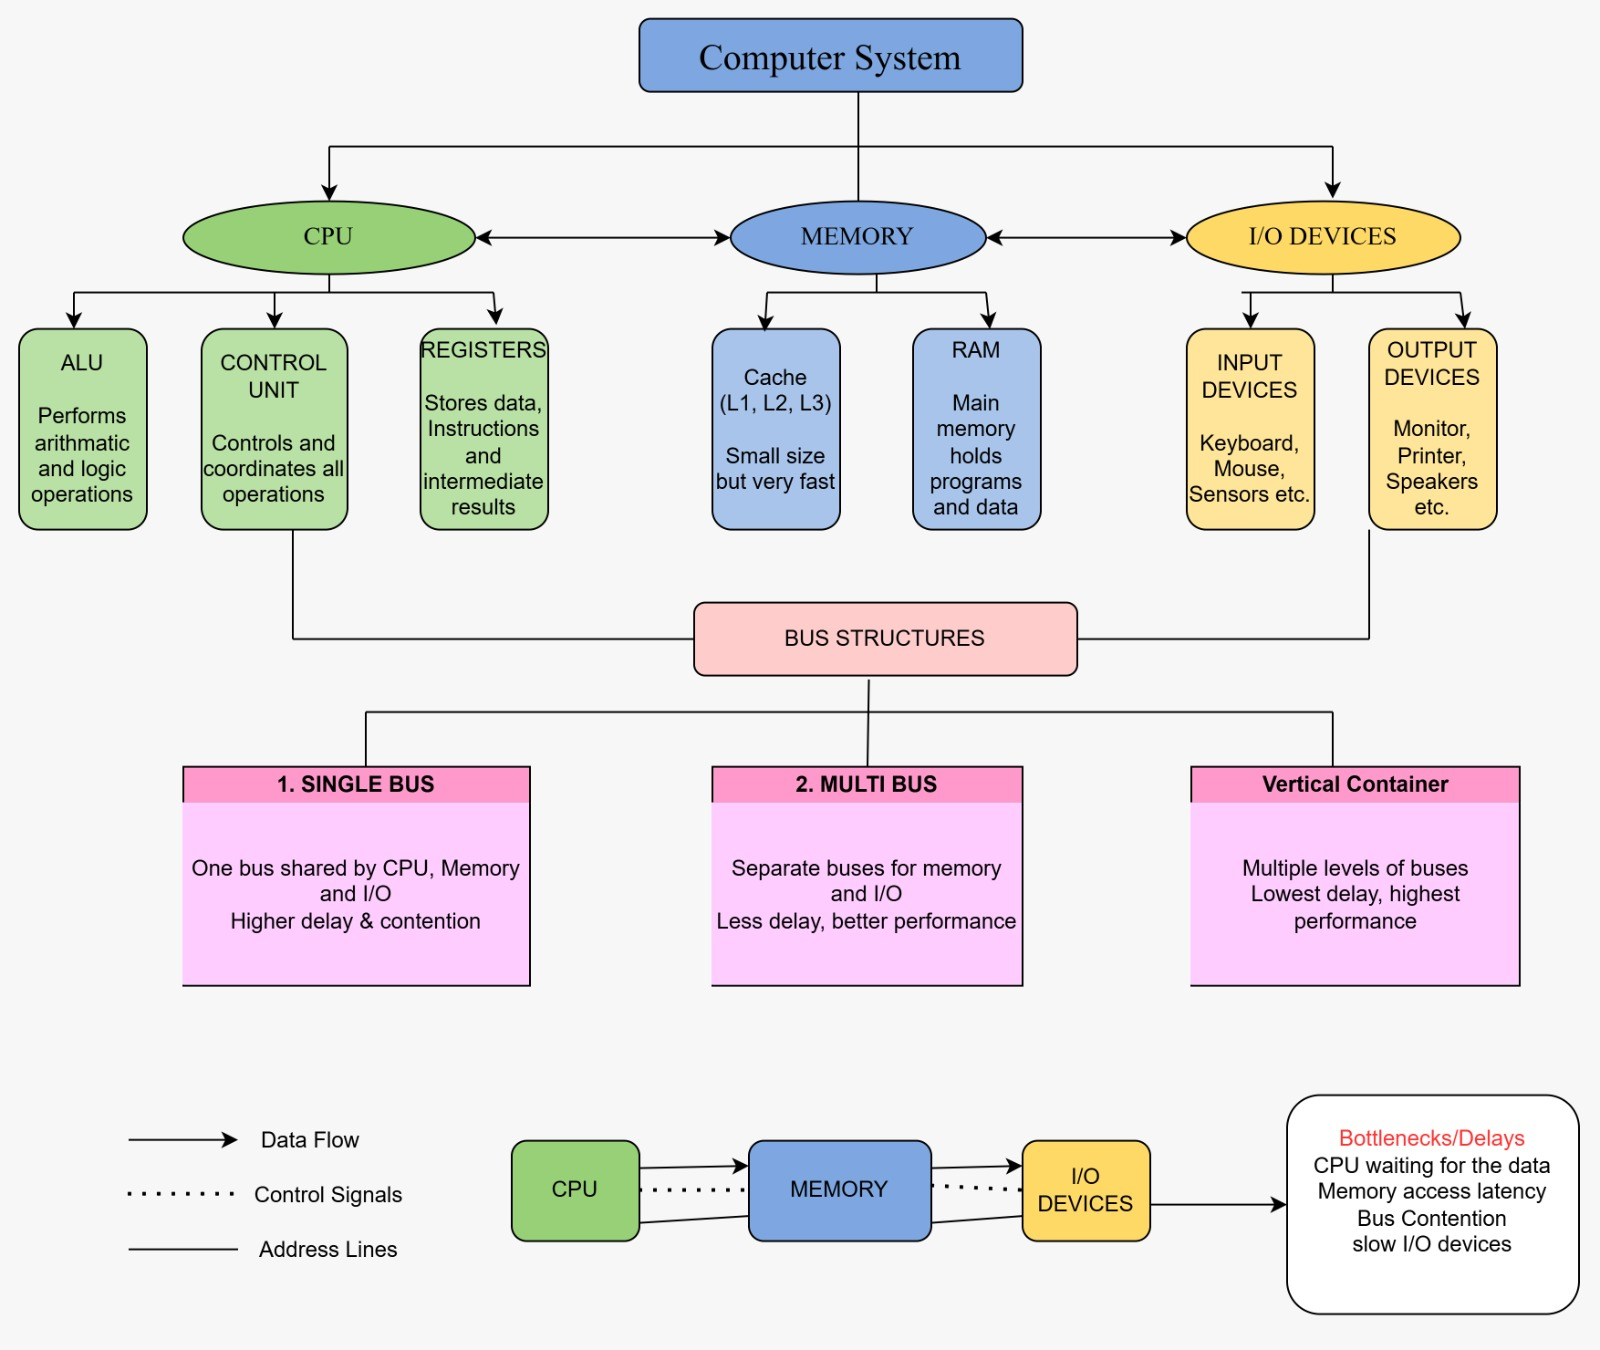 Computer System
CPU
MEMORY
I/O DEVICES
ALU
Performs
arithmatic
and logic
operations
CONTROL
UNIT
Controls and
coordinates all
operations
REGISTERS
Stores data,
Instructions
and
intermediate
results
Cache
(L1, L2, L3)
Small size
but very fast
RAM
Main
memory
holds
programs
and data
INPUT
DEVICES
Keyboard,
Mouse,
Sensors etc.
OUTPUT
DEVICES
Monitor,
Printer,
Speakers
etc.
BUS STRUCTURES
1. SINGLE BUS
One bus shared by CPU, Memory
and I/O
Higher delay & contention
2. MULTI BUS
Separate buses for memory
and I/O
Less delay, better performance
Vertical Container
Multiple levels of buses
Lowest delay, highest
performance
Data Flow
Control Signals
Address Lines
CPU
MEMORY
I/O
DEVICES
Bottlenecks/Delays
CPU waiting for the data
Memory access latency
Bus Contention
slow I/O devices